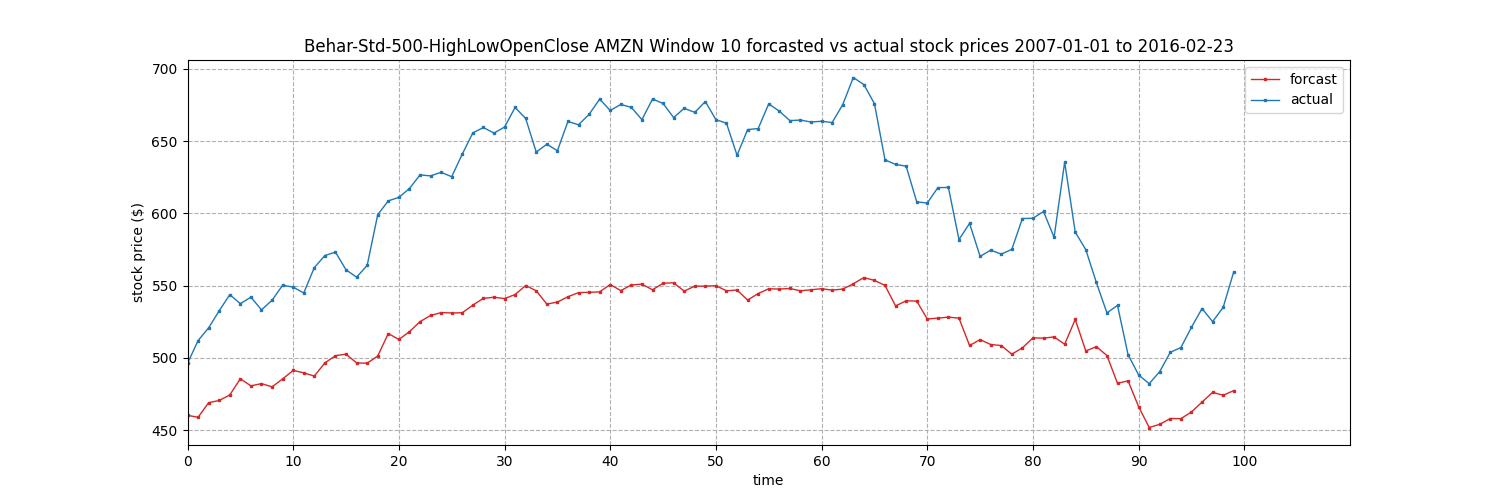 Behar-Std-500-HighLowOpenClose AMZN Window 10 forcasted vs actual stock prices 2007-01-01 to 2016-02-23
forcast
actual
stock price ($)
700
650
600
550
500
450
0 10 20 30 40 50 60 70 80 90 100
time